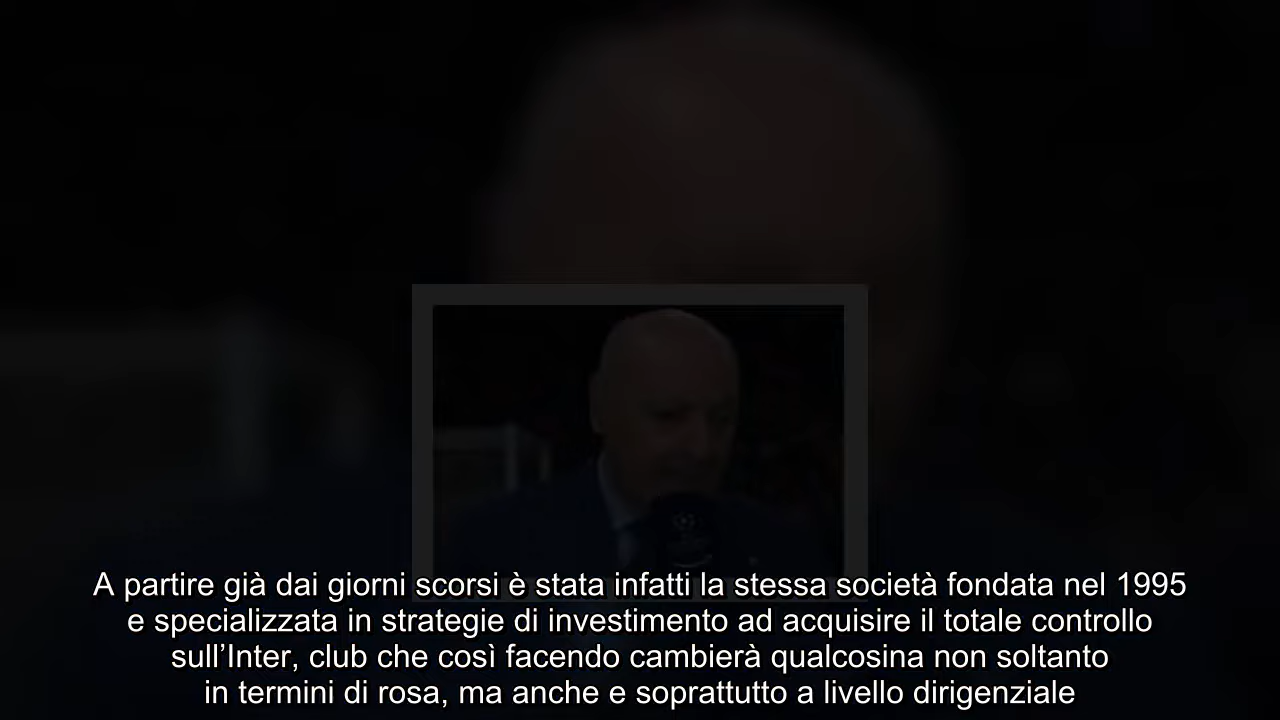 A partire già dai giorni scorsi è stata infatti la stessa società fondata nel 1995
e specializzata in strategie di investimento ad acquisire il totale controllo
sull’Inter, club che così facendo cambierà qualcosina non soltanto
in termini di rosa, ma anche e soprattutto a livello dirigenziale